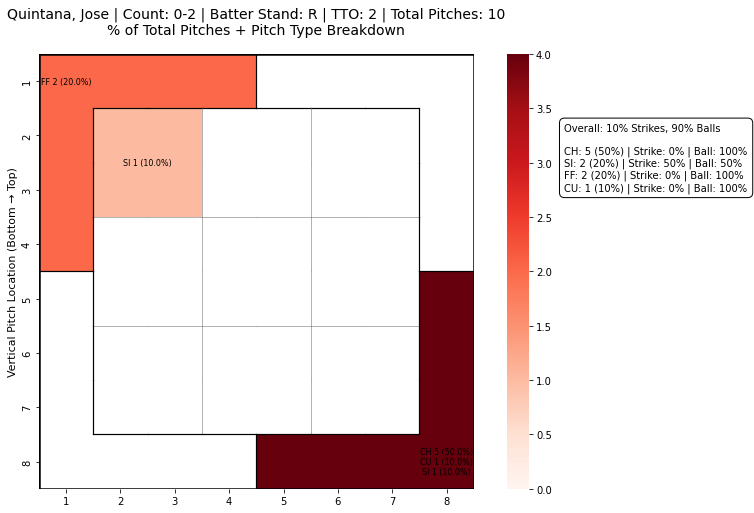 Quintana, Jose | Count: 0-2 | Batter Stand: R | TTO: 2 | Total Pitches: 10
% of Total Pitches + Pitch Type Breakdown
FF 2 (20.0%)
SI 1 (10.0%)
CH 5 (50.0%)
CU 1 (10.0%)
SI 1 (10.0%)
Vertical Pitch Location (Bottom → Top)
1
2
3
4
5
6
7
8
1
2
3
4
5
6
7
8
4.0
3.5
3.0
2.5
2.0
1.5
1.0
0.5
0.0
Overall: 10% Strikes, 90% Balls
CH: 5 (50%) | Strike: 0% | Ball: 100%
SI: 2 (20%) | Strike: 50% | Ball: 50%
FF: 2 (20%) | Strike: 0% | Ball: 100%
CU: 1 (10%) | Strike: 0% | Ball: 100%